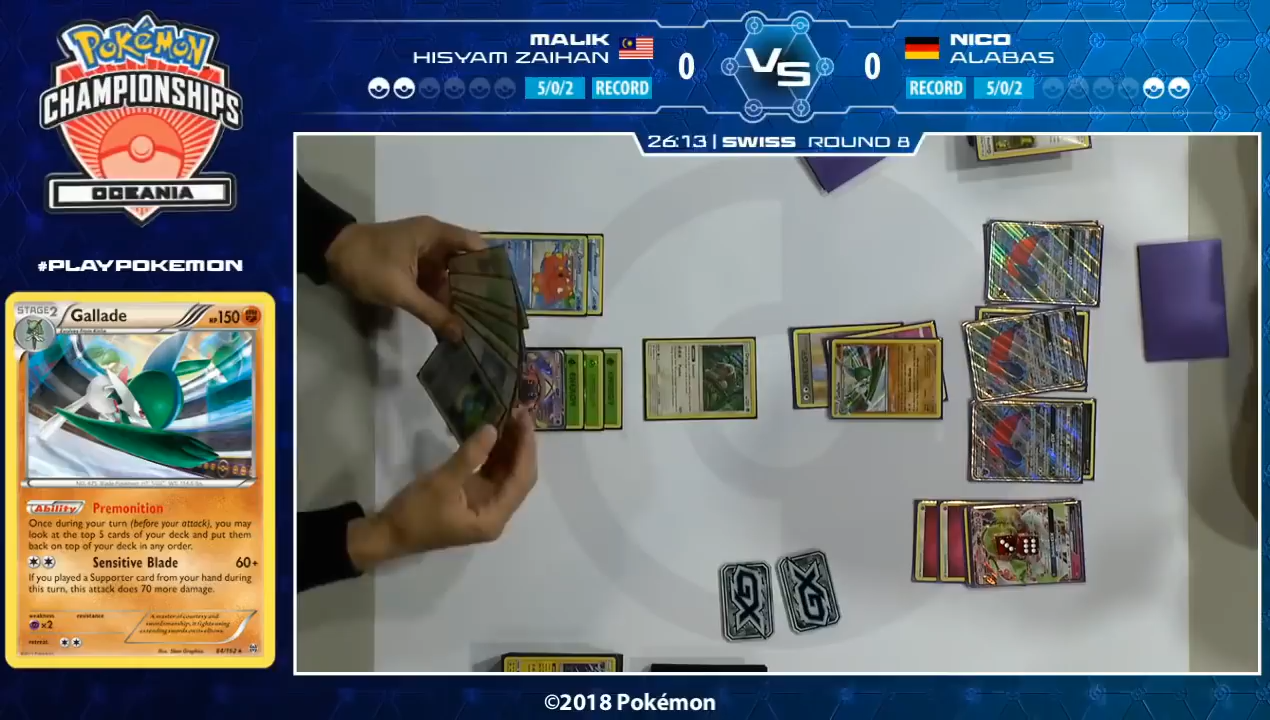 Pokémon
CHAMPIONSHIPS
OCEANIA
#PLAYPOKEMON
MALIK
HISYAM ZAIHAN
0
5/0/2
RECORD
VS
0
NICO
ALABAS
RECORD
5/0/2
26:13 | SWISS ROUND 8
STAGE 2
Gallade
HP150
Ability Premonition
Once during your turn (before your attack), you may
look at the top 5 cards of your deck and put them
back on top of your deck in any order.
Sensitive Blade 60+
If you played a Supporter card from your hand during
this turn, this attack does 70 more damage.
weakness
resistance
×2
retreat
84/162
GX
GX
©2018 Pokémon